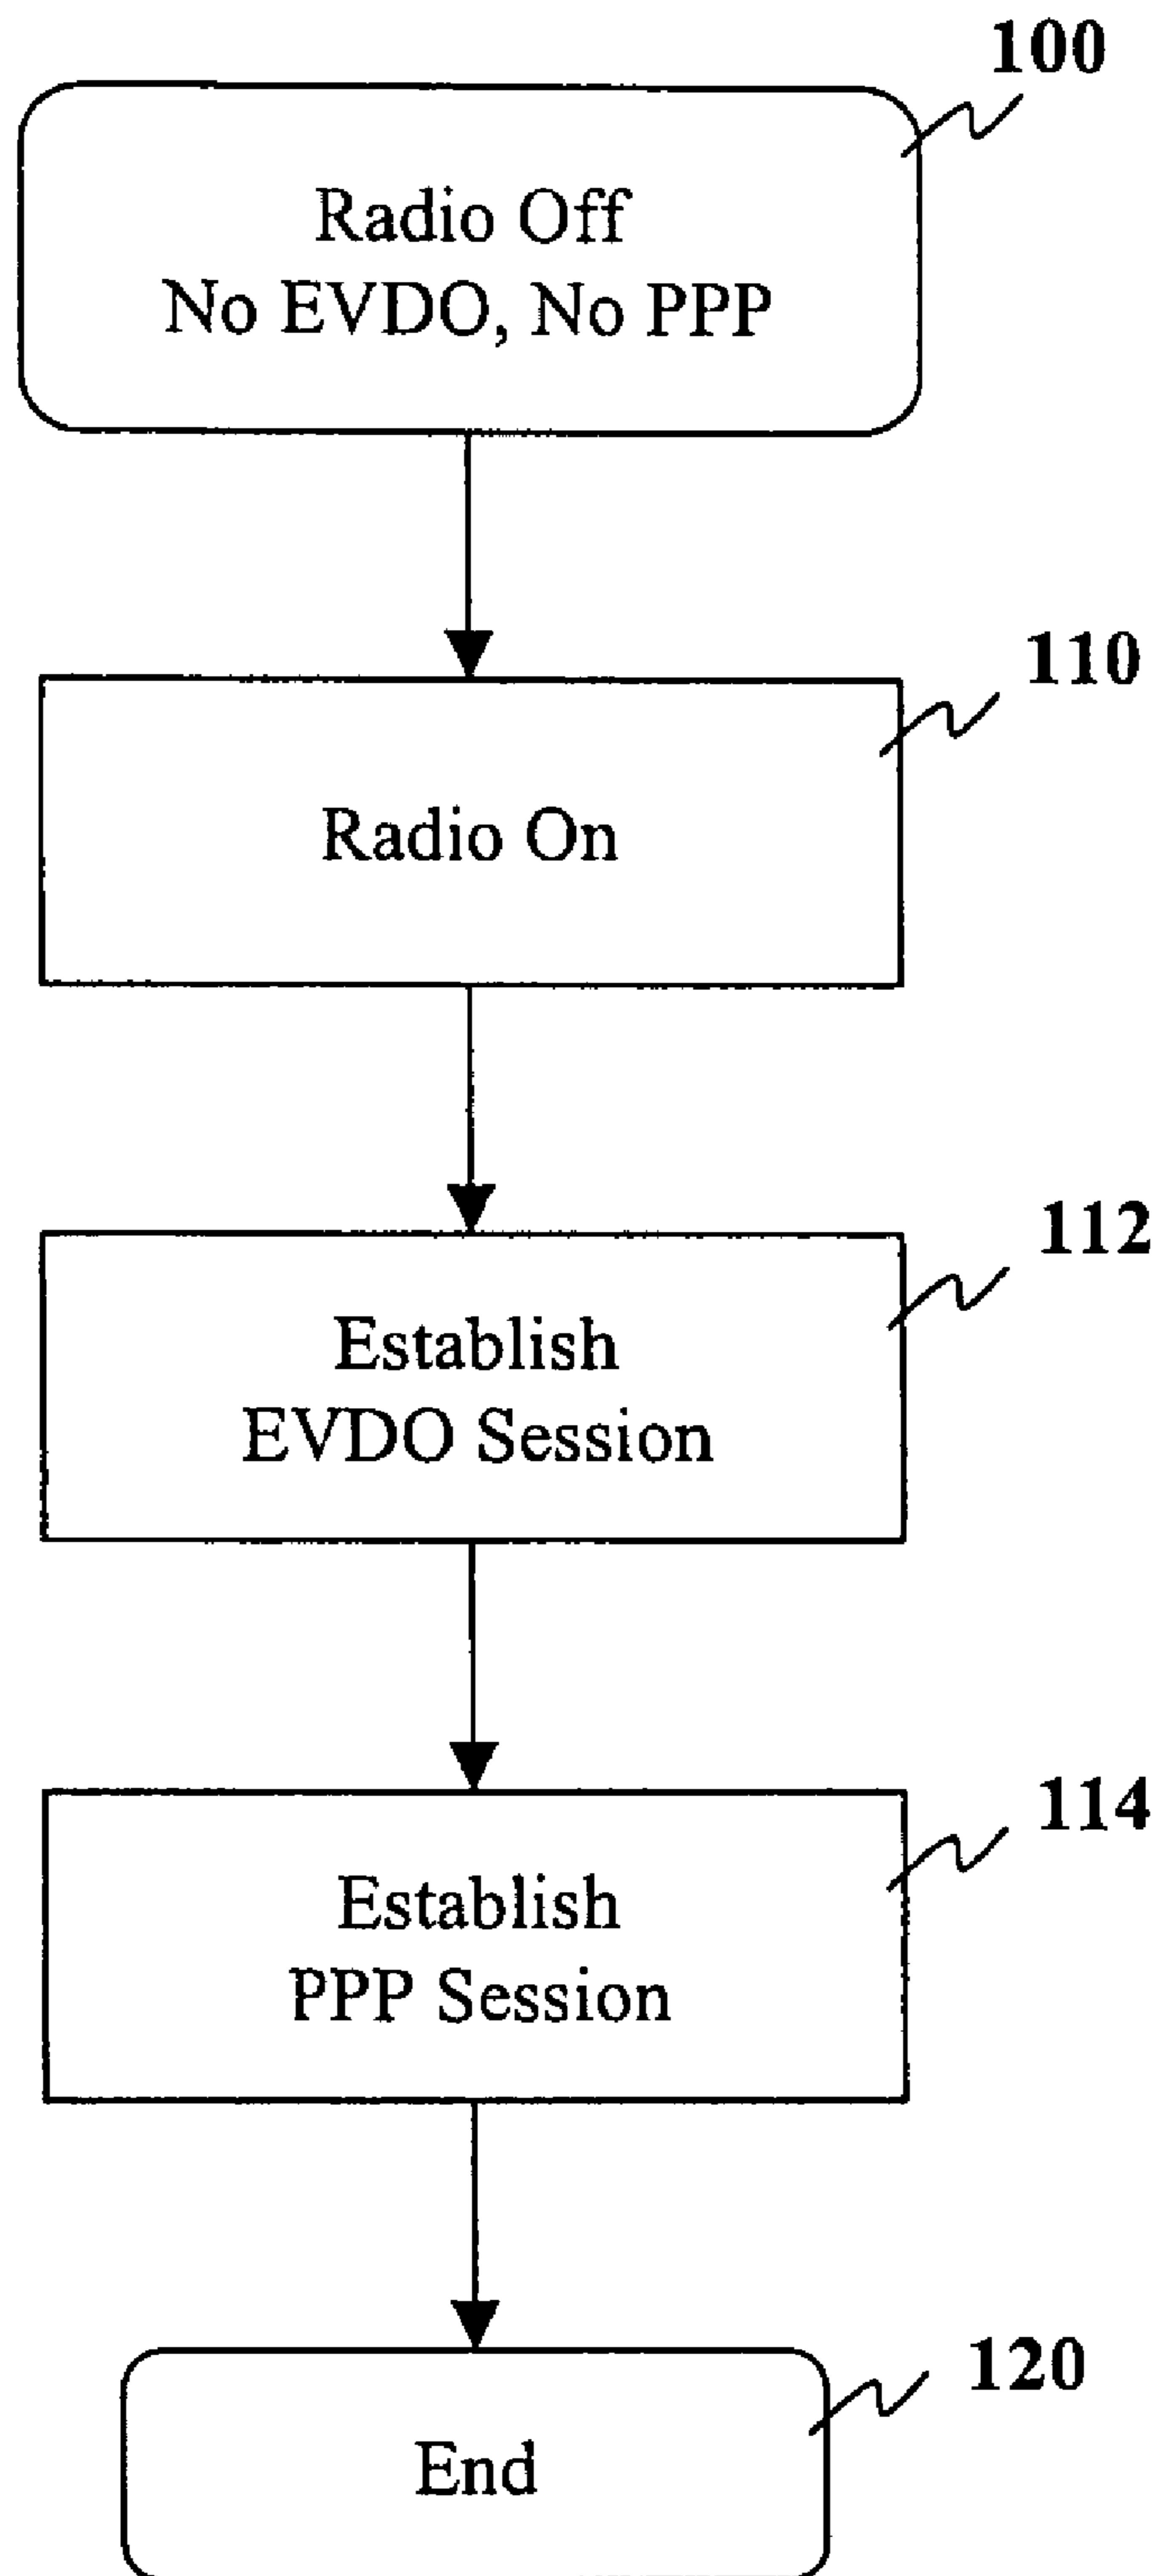 100
Radio Off
No EVDO, No PPP
110
Radio On
112
Establish
EVDO Session
114
Establish
PPP Session
120
End